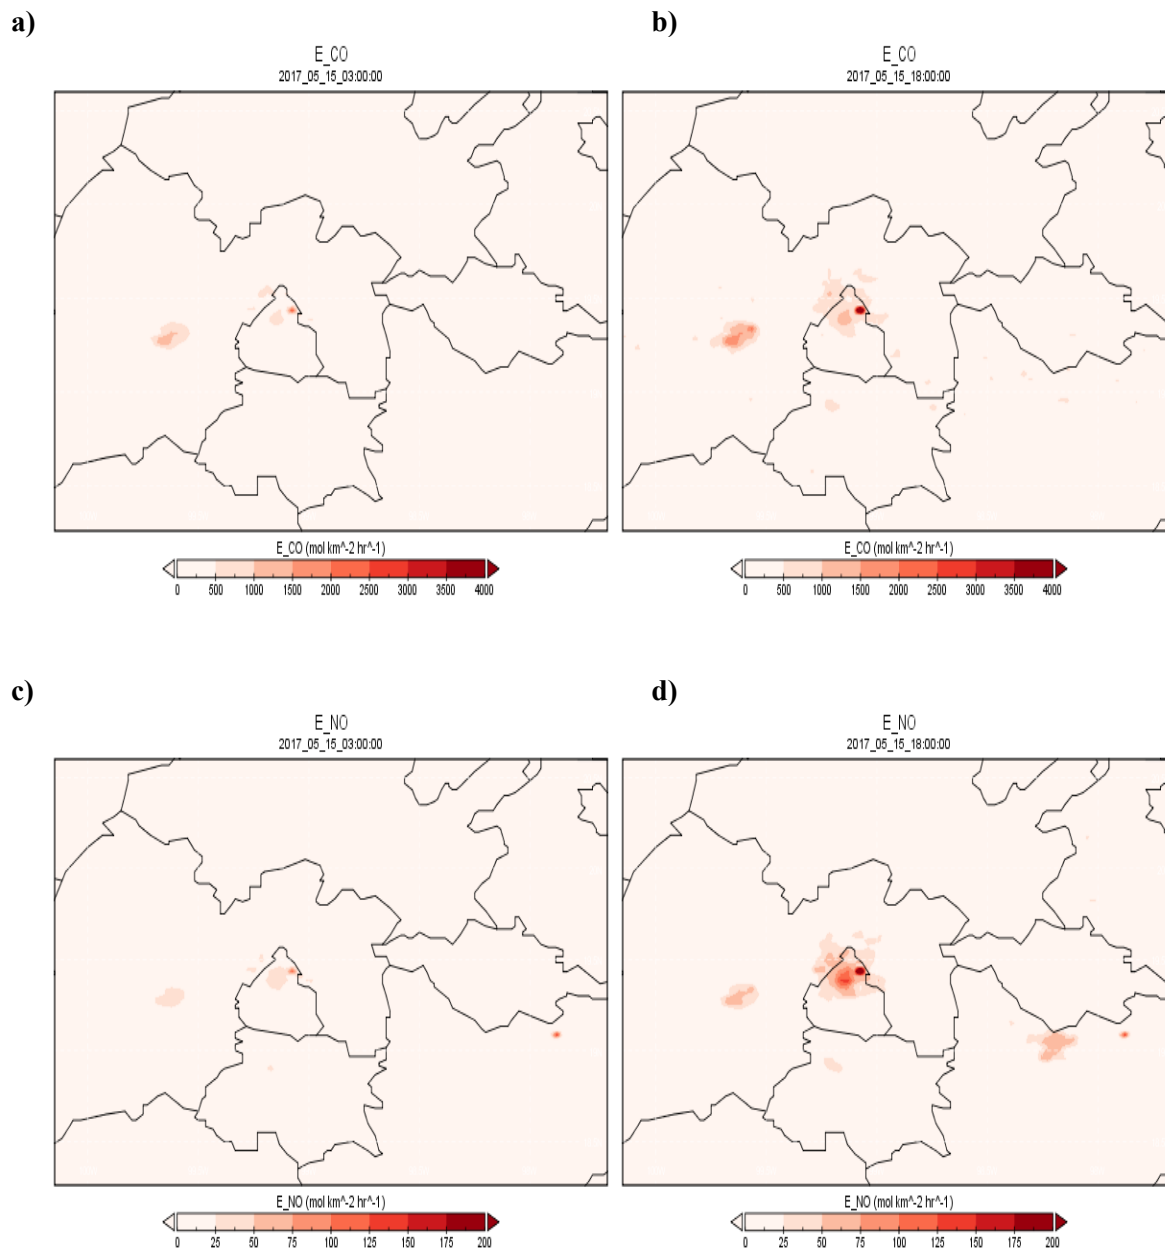 a)
b)
E_CO
2017_05_15_03:00:00
E_CO
2017_05_15_18:00:00
E_CO (mol km^-2 hr^-1)
0 500 1000 1500 2000 2500 3000 3500 4000
E_CO (mol km^-2 hr^-1)
0 500 1000 1500 2000 2500 3000 3500 4000
c)
d)
E_NO
2017_05_15_03:00:00
E_NO
2017_05_15_18:00:00
E_NO (mol km^-2 hr^-1)
0 25 50 75 100 125 150 175 200
E_NO (mol km^-2 hr^-1)
0 25 50 75 100 125 150 175 200